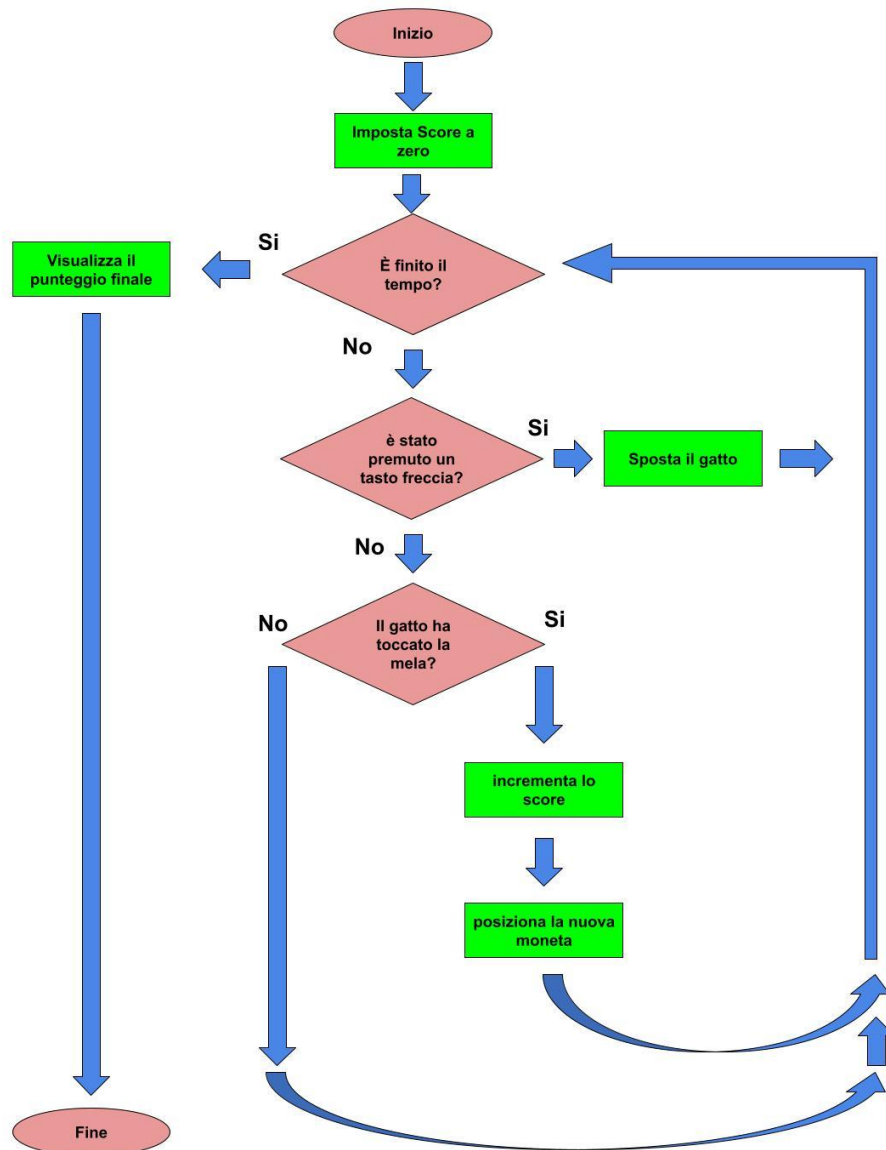 Inizio
Imposta Score a
zero
Si
Visualizza il
punteggio finale
È finito il
tempo?
No
è stato
premuto un
tasto freccia?
Si
Sposta il gatto
No
No
Il gatto ha
toccato la
mela?
Si
incrementa lo
score
posiziona la nuova
moneta
Fine